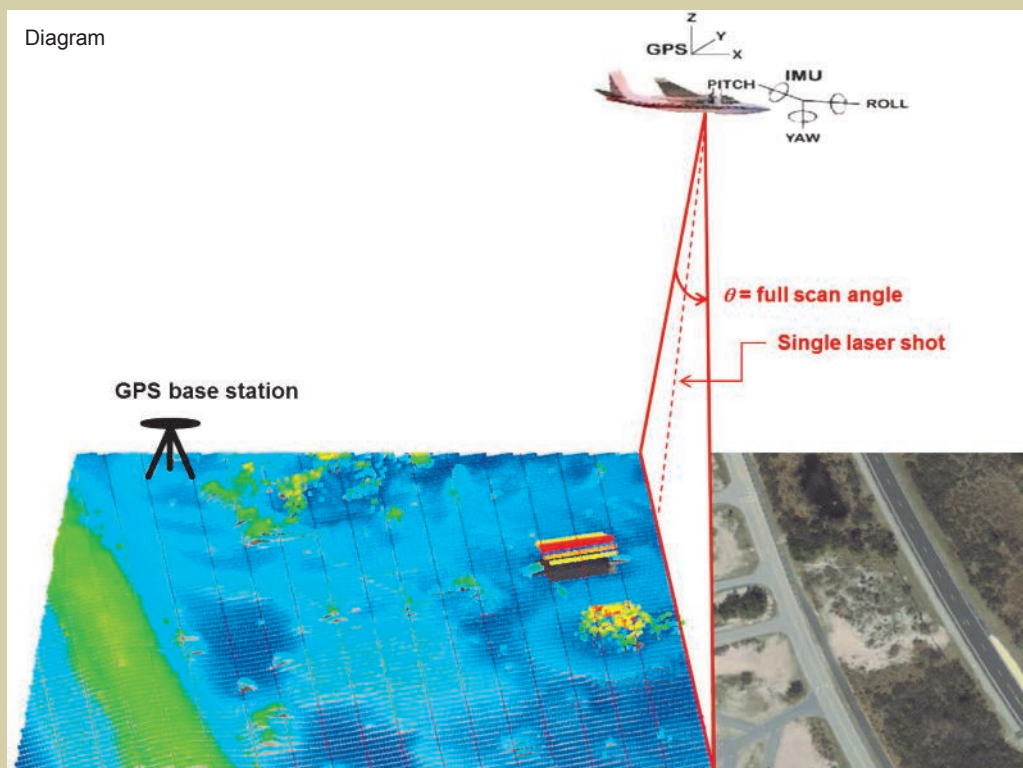 Diagram
Z
Y
GPS
X
PITCH
IMU
ROLL
YAW
θ = full scan angle
Single laser shot
GPS base station